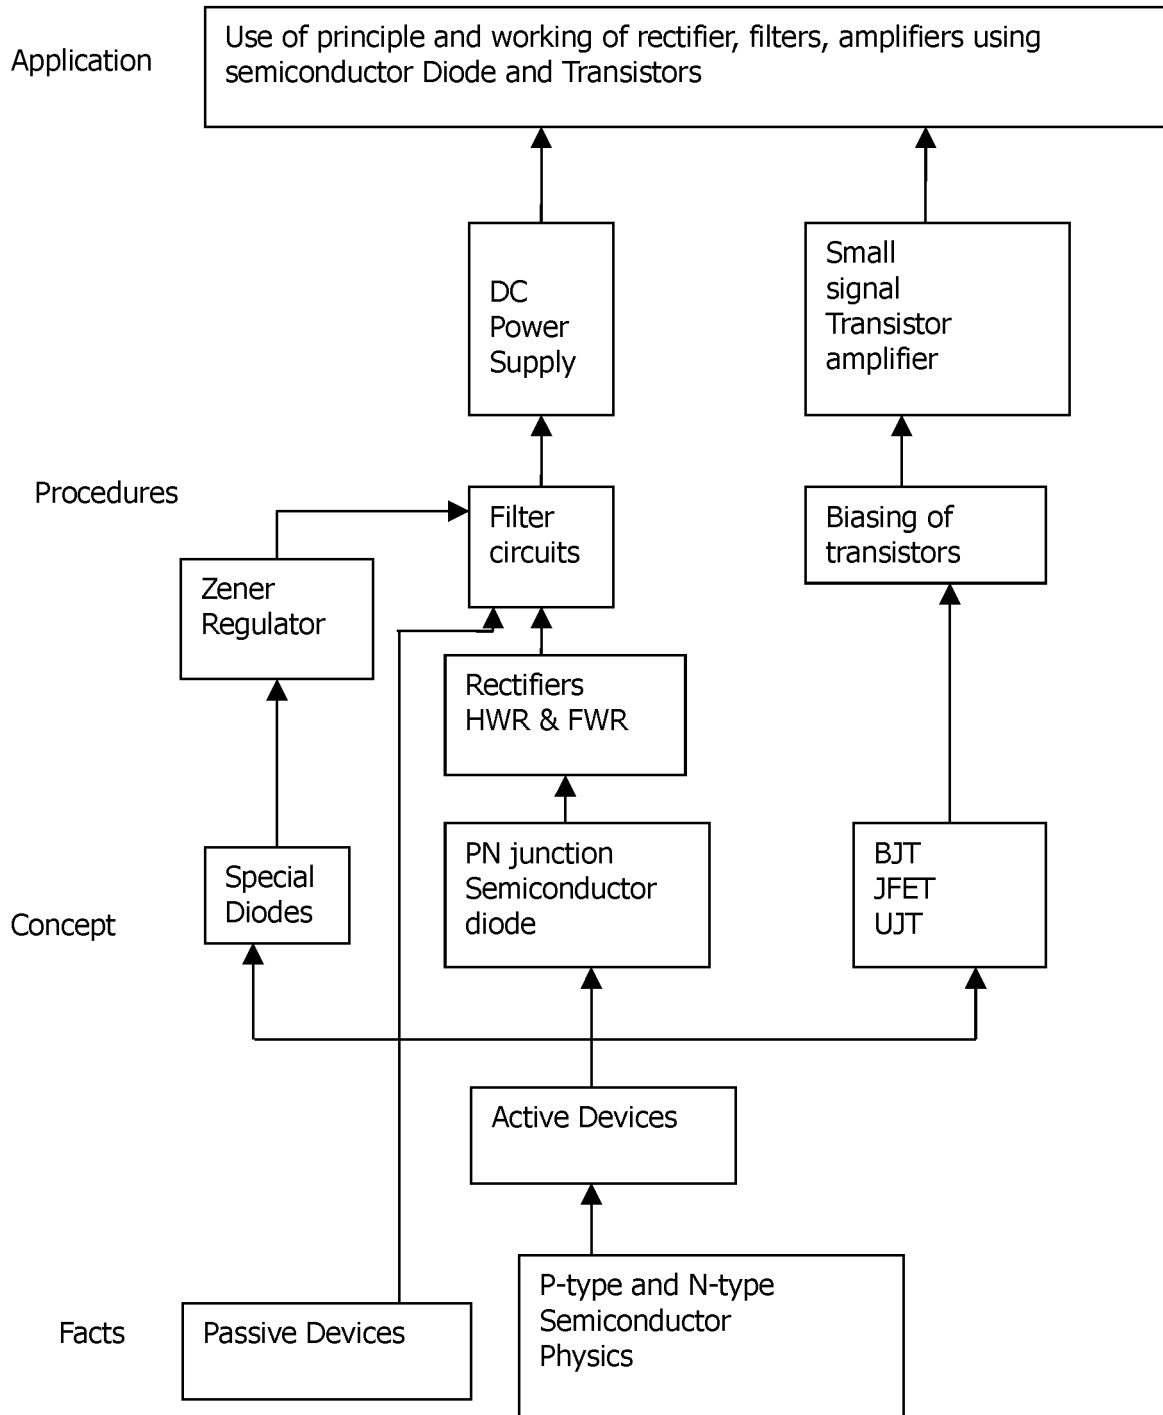 Application
Use of principle and working of rectifier, filters, amplifiers using
semiconductor Diode and Transistors
DC
Power
Supply
Small
signal
Transistor
amplifier
Procedures
Filter
circuits
Biasing of
transistors
Zener
Regulator
Rectifiers
HWR & FWR
Concept
Special
Diodes
PN junction
Semiconductor
diode
BJT
JFET
UJT
Active Devices
Facts
Passive Devices
P-type and N-type
Semiconductor
Physics